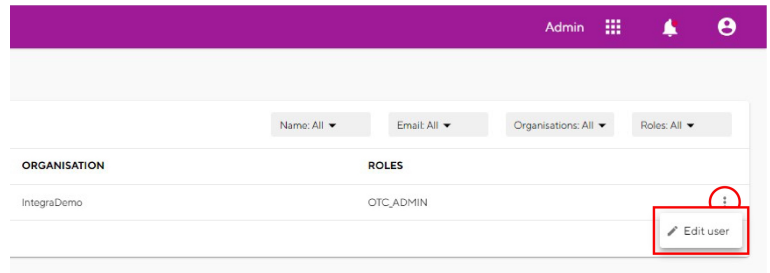 Admin
Name: All Email: All Organisations: All Roles: All
ORGANISATION ROLES
IntegraDemo OTC_ADMIN
Edit user